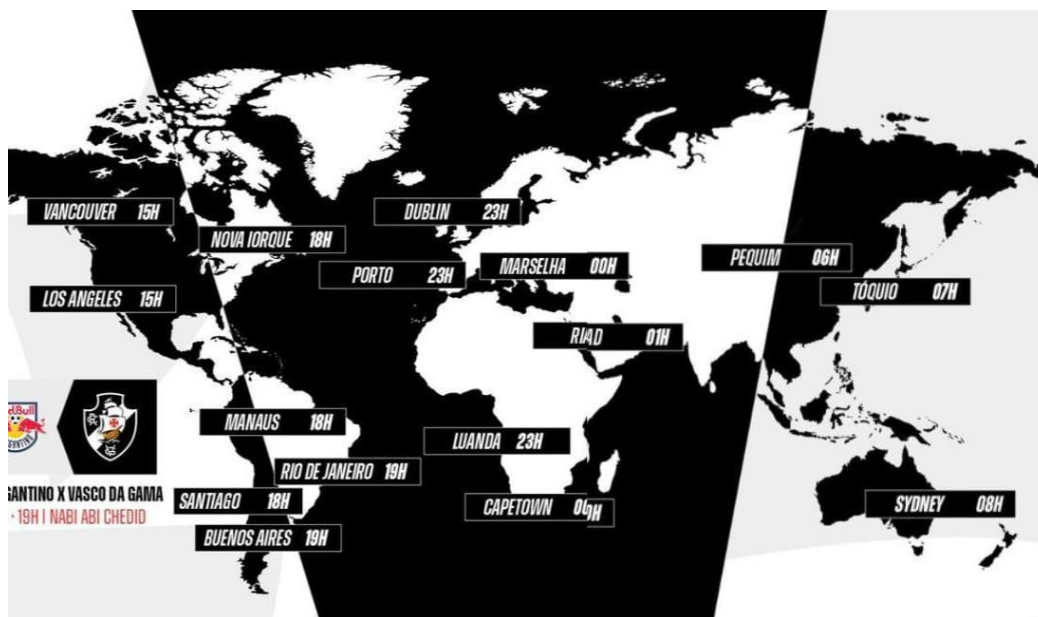 VANCOUVER 15H
DUBLIN 23H
NOVA IORQUE 18H
PEQUIM 06H
MARSELHA 00H
PORTO 23H
LOS ANGELES 15H
TÓQUIO 07H
RIAD 01H
MANAUS 18H
LUANDA 23H
RIO DE JANEIRO 19H
GANTINO X VASCO DA GAMA
SANTIAGO 18H
CAPETOWN
SYDNEY 08H
· 19H | NABI ABI CHEDID
BUENOS AIRES 19H